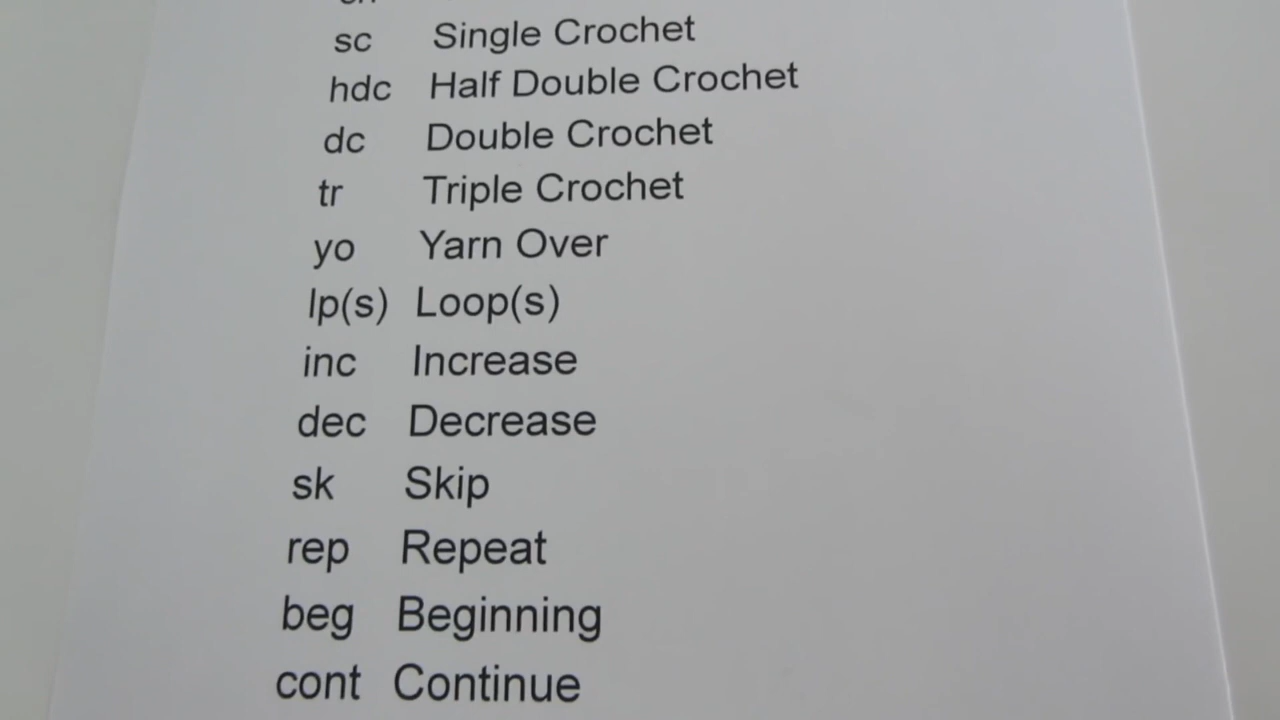 sc Single Crochet
hdc Half Double Crochet
dc Double Crochet
tr Triple Crochet
yo Yarn Over
lp(s) Loop(s)
inc Increase
dec Decrease
sk Skip
rep Repeat
beg Beginning
cont Continue